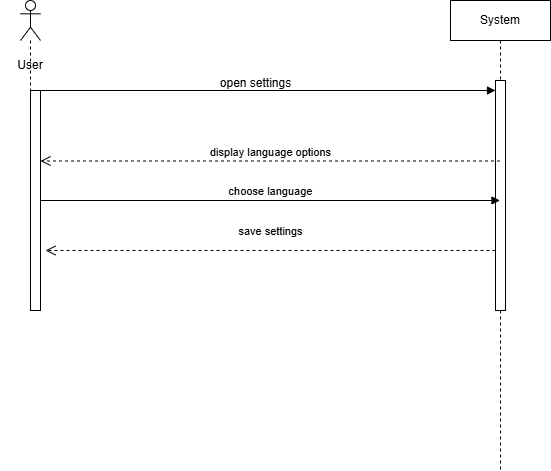 System
User
open settings
display language options
choose language
save settings